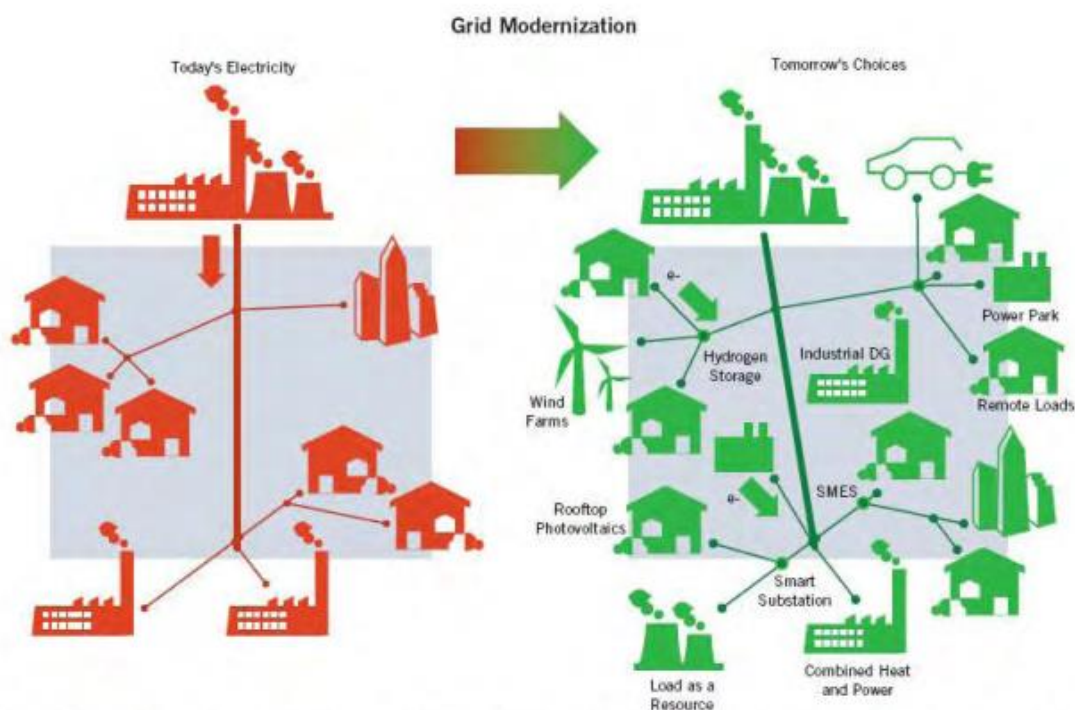 Grid Modernization
Today's Electricity
Tomorrow's Choices
e-
Power Park
Hydrogen
Storage
Industrial DG
Wind
Farms
Remote Loads
SMES
e-
Rooftop
Photovoltaics
Smart
Substation
Load as a
Resource
Combined Heat
and Power